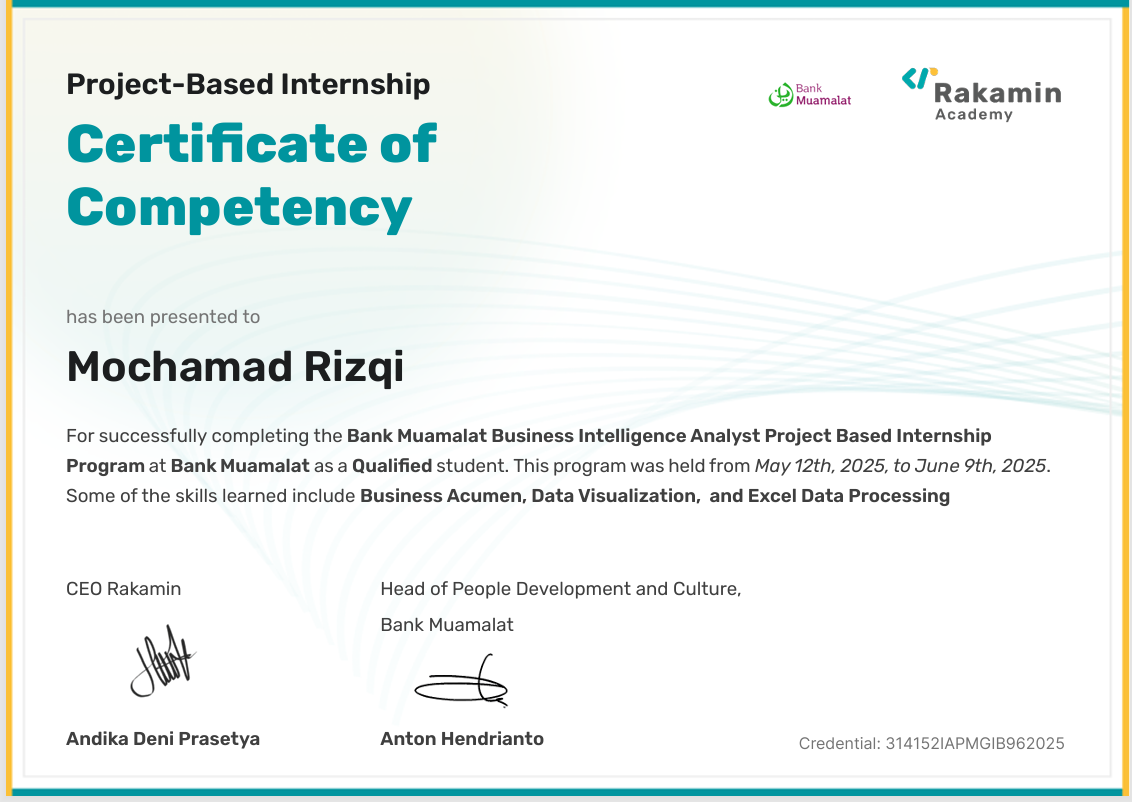 Project-Based Internship
Certificate of
Competency
Bank
Muamalat
Rakamin
Academy
has been presented to
Mochamad Rizqi
For successfully completing the Bank Muamalat Business Intelligence Analyst Project Based Internship
Program at Bank Muamalat as a Qualified student. This program was held from May 12th, 2025, to June 9th, 2025.
Some of the skills learned include Business Acumen, Data Visualization,  and Excel Data Processing
CEO Rakamin
Head of People Development and Culture,
Bank Muamalat
Andika Deni Prasetya
Anton Hendrianto
Credential: 314152IAPMGIB962025